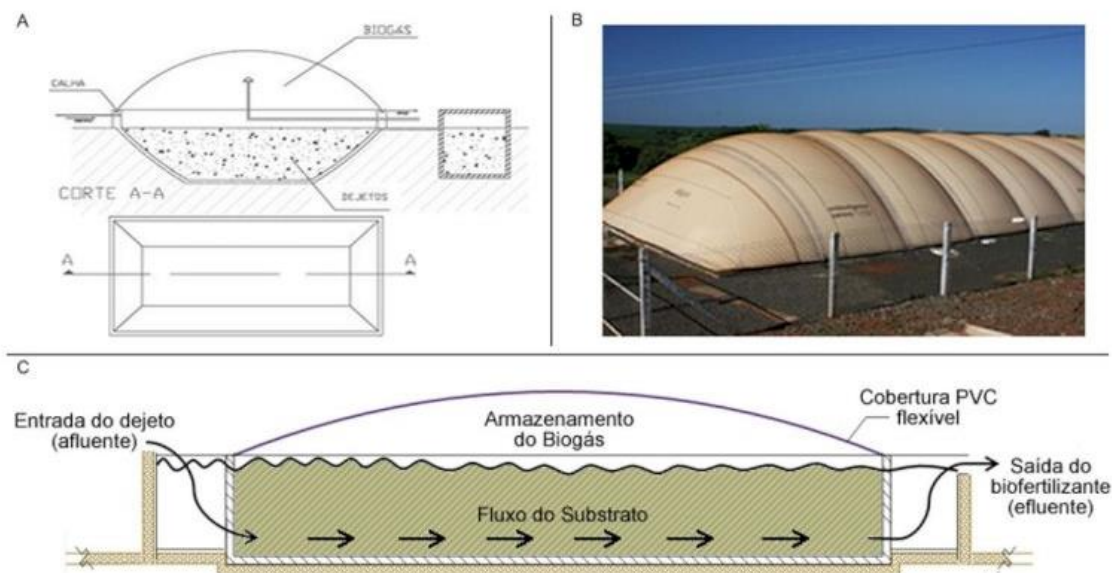 A
BIOGÁS
CALHA
CORTE A-A
DEJETOS
A
A
B
C
Entrada do dejeto
(afluente)
Armazenamento
do Biogás
Cobertura PVC
flexível
Fluxo do Substrato
Saída do
biofertilizante
(efluente)